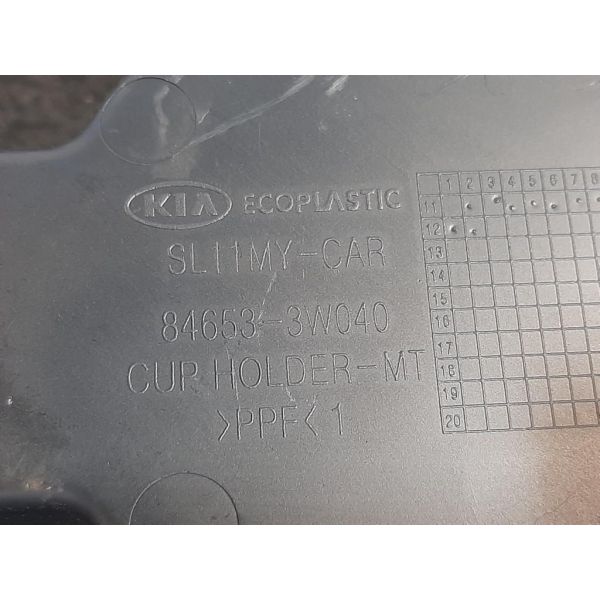 KIA ECOPLASTIC
SL11MY-CAR
84653-3W040
CUP HOLDER-MT
>PPF<1
1 2 3 4 5 6 7 8
11
12
13
14
15
16
17
18
19
20